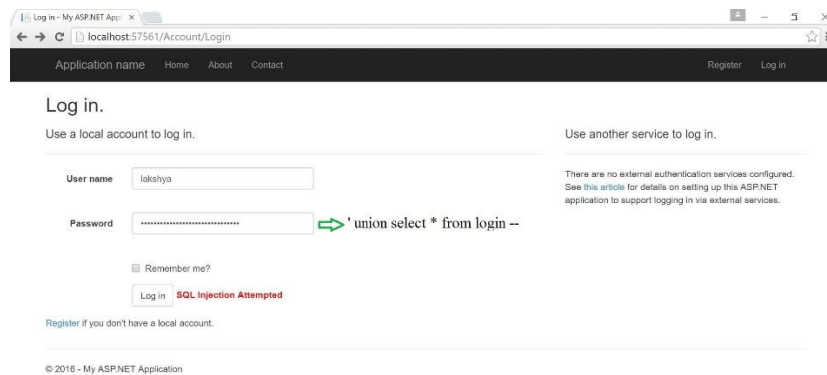 Log in - My ASP.NET Appl
localhost:57561/Account/Login
Application name Home About Contact Register Log in
Log in.
Use a local account to log in.
User name lakshya
Password ••••••••••••••••••••••••••••••• ' union select * from login --
Remember me?
Log in SQL Injection Attempted
Register if you don't have a local account.
Use another service to log in.
There are no external authentication services configured.
See this article for details on setting up this ASP.NET
application to support logging in via external services.
© 2016 - My ASP.NET Application